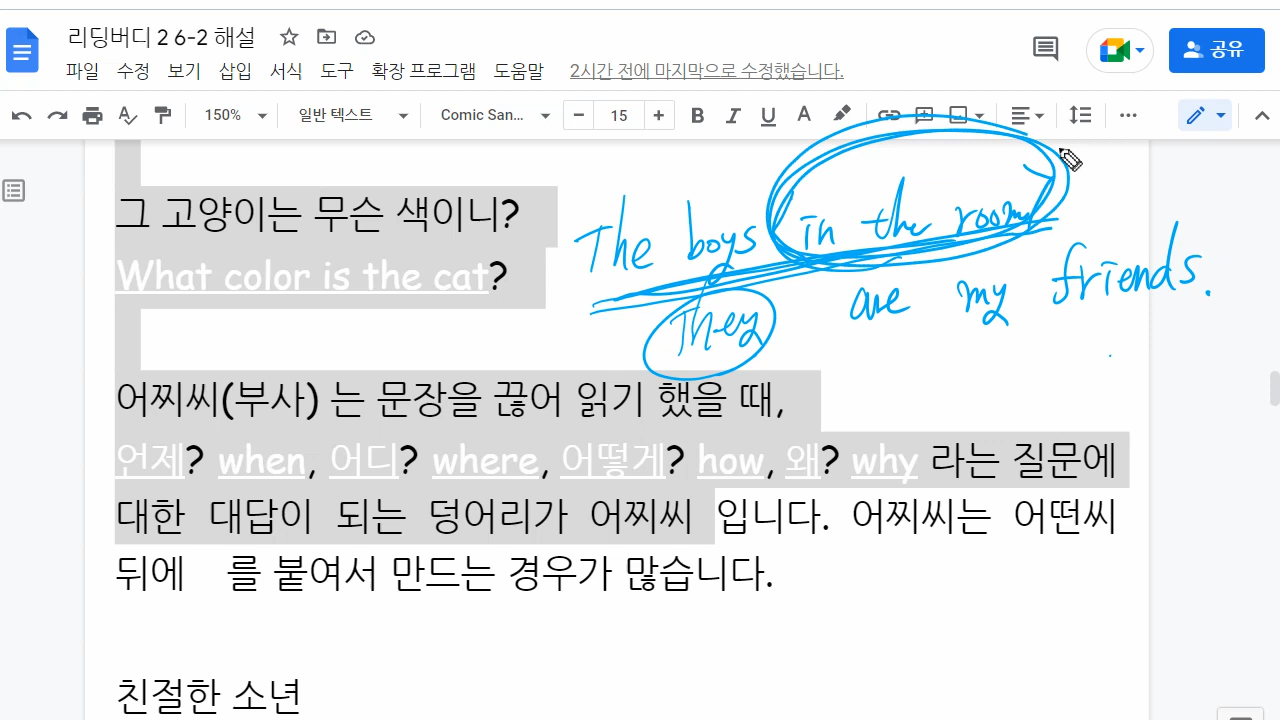 리딩버디 2 6-2 해설
파일 수정 보기 삽입 서식 도구 확장 프로그램 도움말 2시간 전에 마지막으로 수정했습니다.
공유
150% 일반 텍스트 Comic San... 15 B I U A
그 고양이는 무슨 색이니?
What color is the cat?
The boys in the room
are my friends.
They
어찌씨(부사) 는 문장을 끊어 읽기 했을 때,
언제? when, 어디? where, 어떻게? how, 왜? why 라는 질문에
대한 대답이 되는 덩어리가 어찌씨 입니다. 어찌씨는 어떤씨
뒤에 를 붙여서 만드는 경우가 많습니다.
친절한 소년